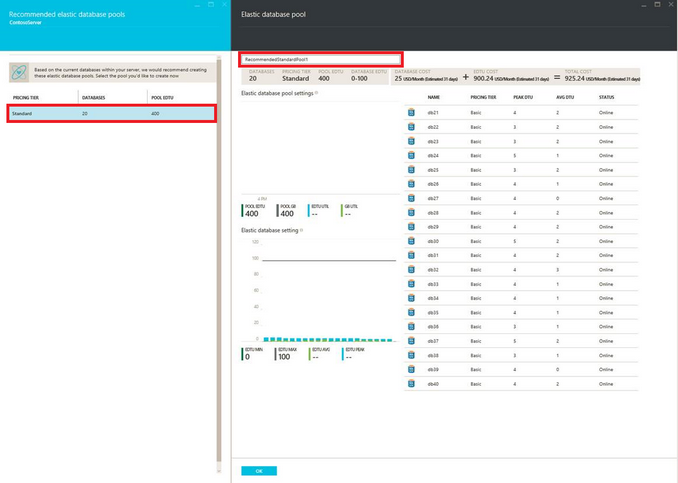 Recommended elastic database pools
ContosoServer
Based on the current databases within your server, we would recommend creating
these elastic database pools. Select the pool you'd like to create now
PRICING TIER DATABASES POOL EDTU
Standard 20 400
Elastic database pool
RecommendedStandardPool1
DATABASES PRICING TIER POOL EDTU DATABASE EDTU DATABASE COST EDTU COST TOTAL COST
20 Standard 400 0-100 25 USD/Month (Estimated 31 days) + 900.24 USD/Month (Estimated 31 days) = 925.24 USD/Month (Estimated 31 days)
Elastic database pool settings
4 PM
POOL EDTU POOL GB EDTU UTIL GB UTIL
400 400 -- --
Elastic database setting
120
100
80
60
40
20
0
EDTU MIN EDTU MAX EDTU AVG EDTU PEAK
0 100 -- --
NAME PRICING TIER PEAK DTU AVG DTU STATUS
db21 Basic 4 2 Online
db22 Basic 3 2 Online
db23 Basic 3 2 Online
db24 Basic 5 1 Online
db25 Basic 3 2 Online
db26 Basic 4 1 Online
db27 Basic 4 0 Online
db28 Basic 4 2 Online
db29 Basic 4 2 Online
db30 Basic 5 2 Online
db31 Basic 4 2 Online
db32 Basic 4 3 Online
db33 Basic 4 1 Online
db34 Basic 4 1 Online
db35 Basic 4 1 Online
db36 Basic 3 1 Online
db37 Basic 5 2 Online
db38 Basic 3 1 Online
db39 Basic 4 0 Online
db40 Basic 4 2 Online
OK